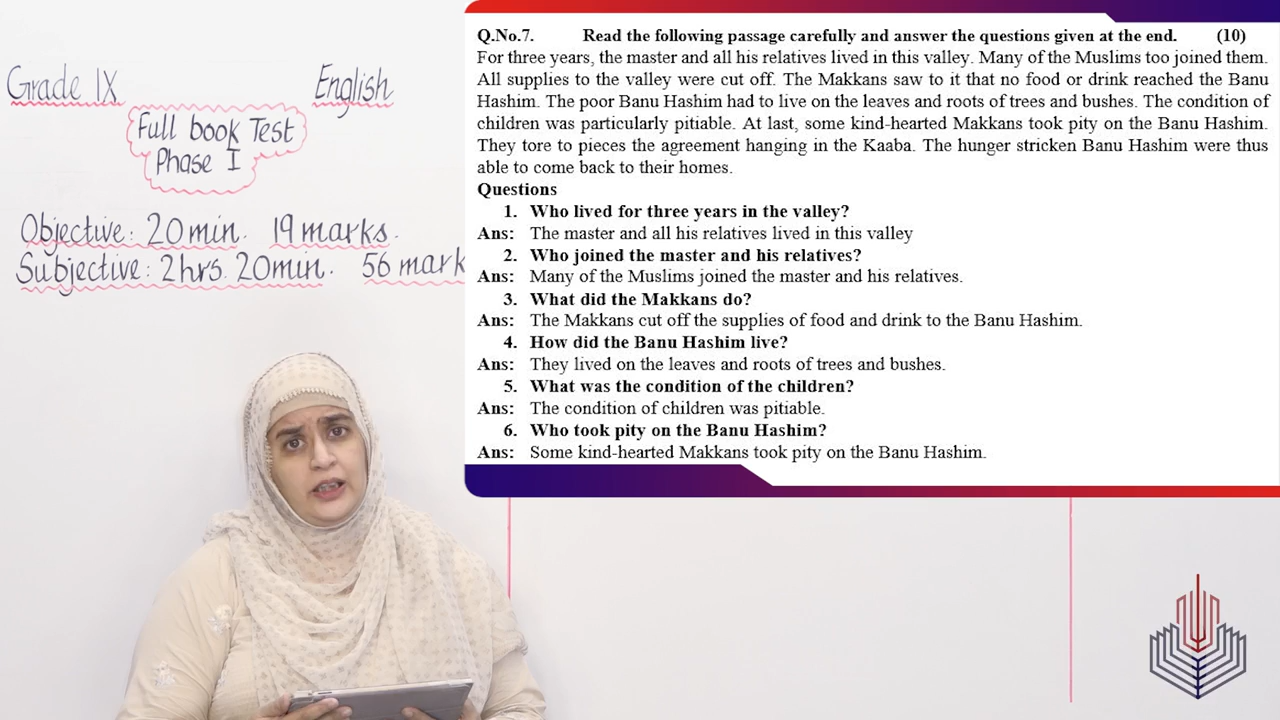 Grade IX
English
Full book Test
Phase I
Objective: 20min. 19 marks.
Subjective: 2hrs. 20min. 56 mark
Q.No.7. Read the following passage carefully and answer the questions given at the end. (10)
For three years, the master and all his relatives lived in this valley. Many of the Muslims too joined them.
All supplies to the valley were cut off. The Makkans saw to it that no food or drink reached the Banu
Hashim. The poor Banu Hashim had to live on the leaves and roots of trees and bushes. The condition of
children was particularly pitiable. At last, some kind-hearted Makkans took pity on the Banu Hashim.
They tore to pieces the agreement hanging in the Kaaba. The hunger stricken Banu Hashim were thus
able to come back to their homes.
Questions
1. Who lived for three years in the valley?
Ans: The master and all his relatives lived in this valley
2. Who joined the master and his relatives?
Ans: Many of the Muslims joined the master and his relatives.
3. What did the Makkans do?
Ans: The Makkans cut off the supplies of food and drink to the Banu Hashim.
4. How did the Banu Hashim live?
Ans: They lived on the leaves and roots of trees and bushes.
5. What was the condition of the children?
Ans: The condition of children was pitiable.
6. Who took pity on the Banu Hashim?
Ans: Some kind-hearted Makkans took pity on the Banu Hashim.